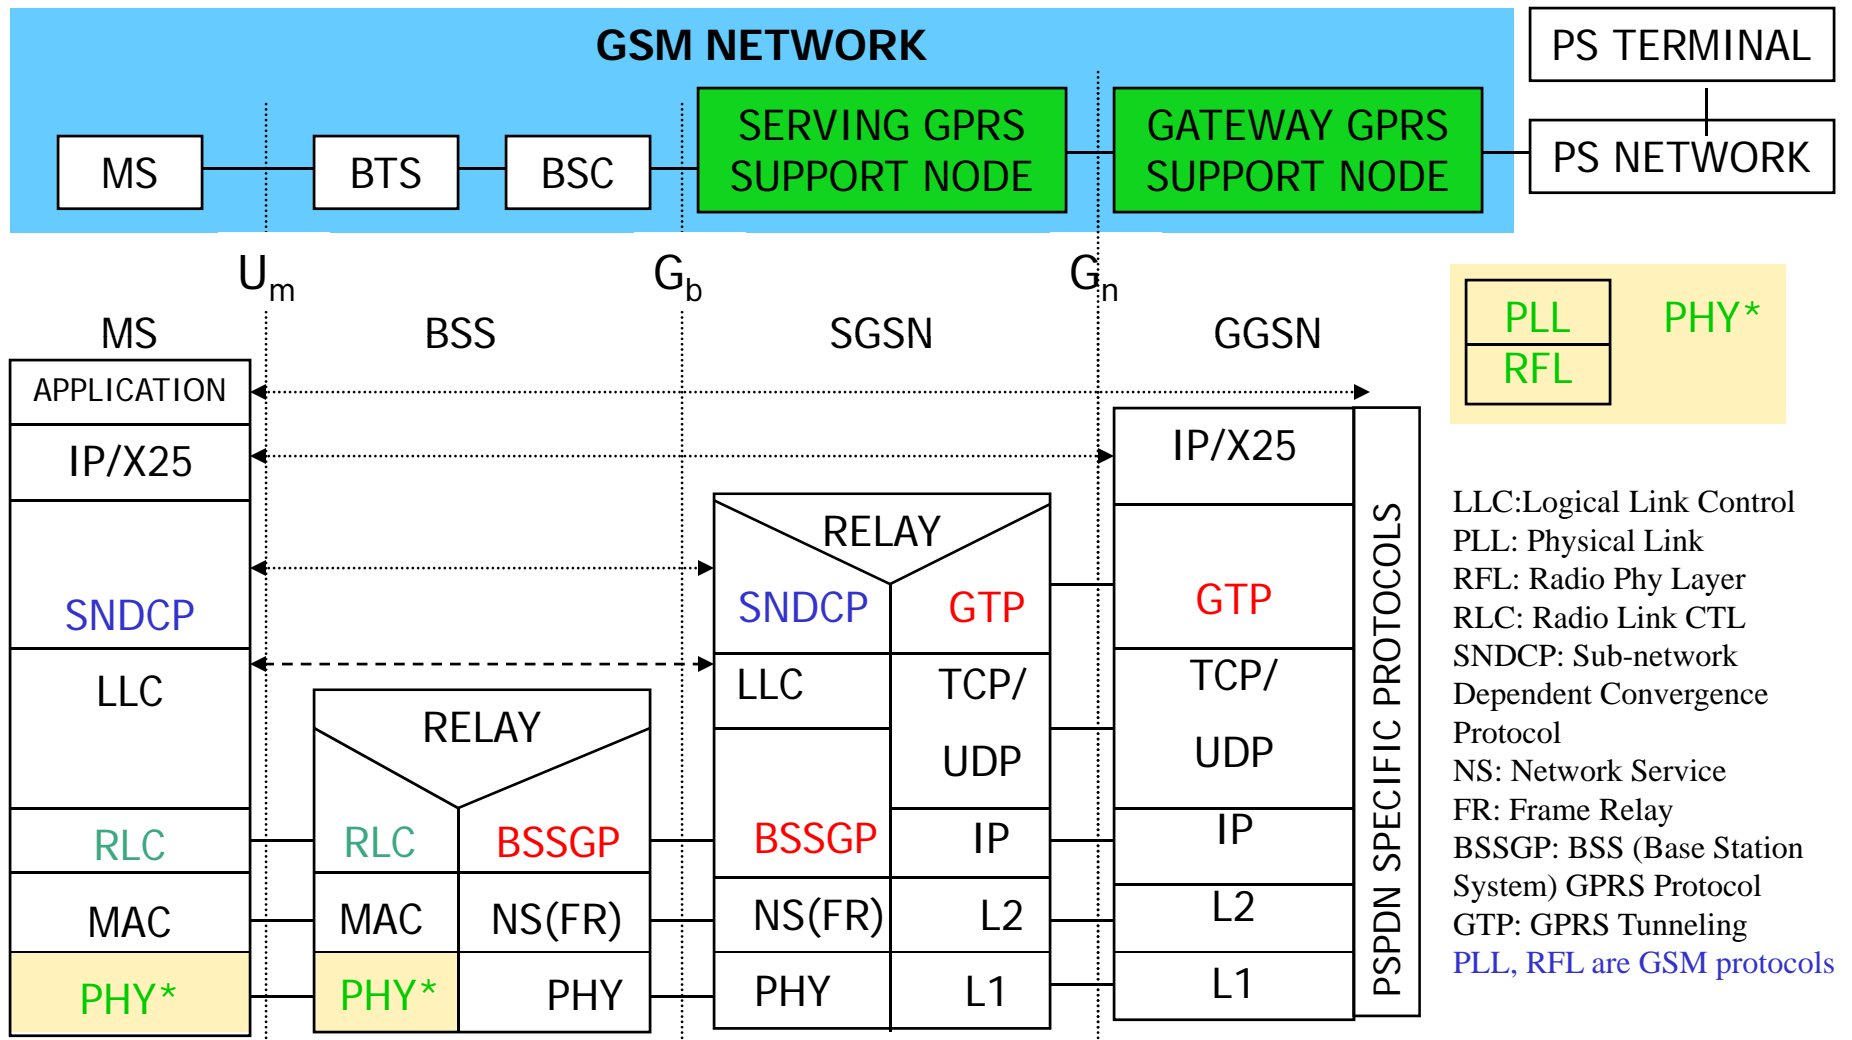 GSM NETWORK
PS TERMINAL
SERVING GPRS
SUPPORT NODE
GATEWAY GPRS
SUPPORT NODE
MS
BTS
BSC
PS NETWORK
Um
Gb
Gn
MS
BSS
SGSN
GGSN
PLL
RFL
PHY*
APPLICATION
IP/X25
SNDCP
LLC
RLC
MAC
PHY*
RELAY
RLC
BSSGP
MAC
NS(FR)
PHY*
PHY
RELAY
SNDCP
GTP
LLC
TCP/
UDP
BSSGP
IP
NS(FR)
L2
PHY
L1
IP/X25
GTP
TCP/
UDP
IP
L2
L1
PSPDN SPECIFIC PROTOCOLS
LLC:Logical Link Control
PLL: Physical Link
RFL: Radio Phy Layer
RLC: Radio Link CTL
SNDCP: Sub-network
Dependent Convergence
Protocol
NS: Network Service
FR: Frame Relay
BSSGP: BSS (Base Station
System) GPRS Protocol
GTP: GPRS Tunneling
PLL, RFL are GSM protocols